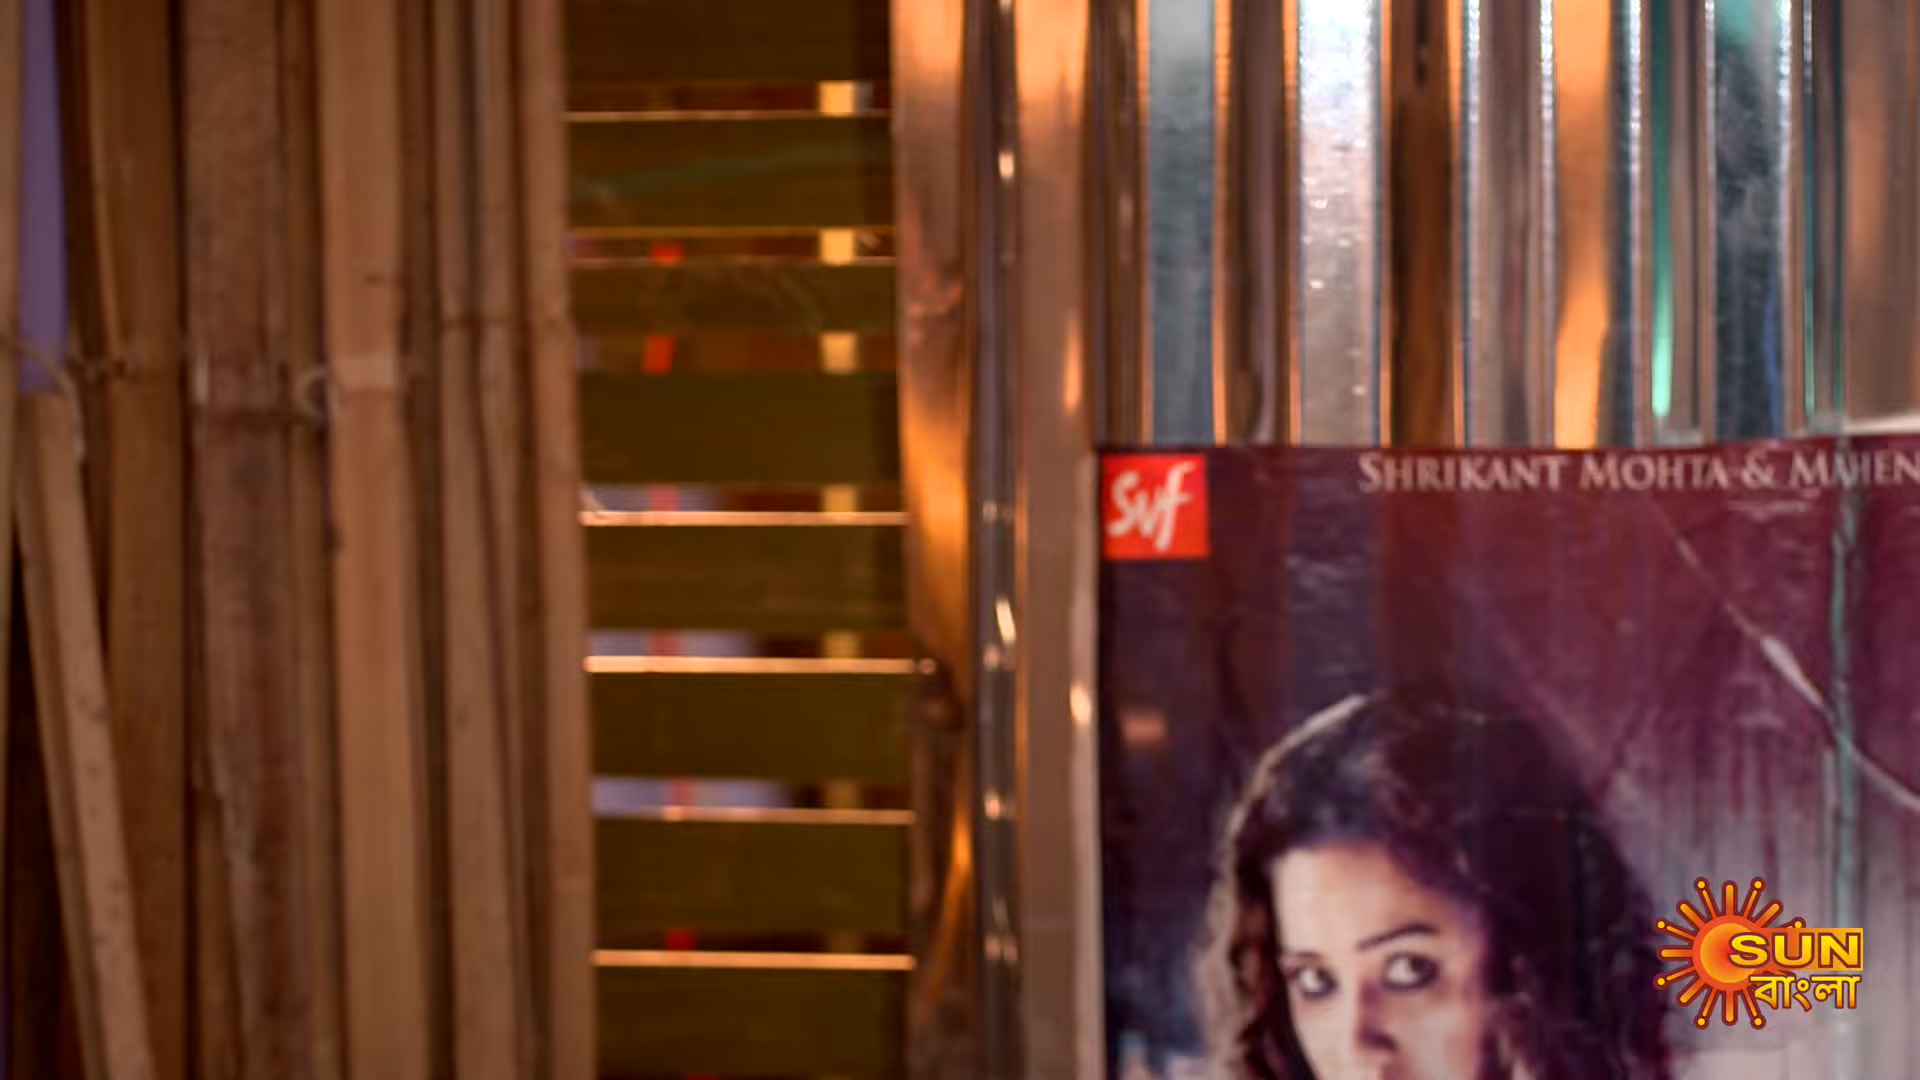 Svf
SHRIKANT MOHTA & MAHEN
SUN
বাংলা